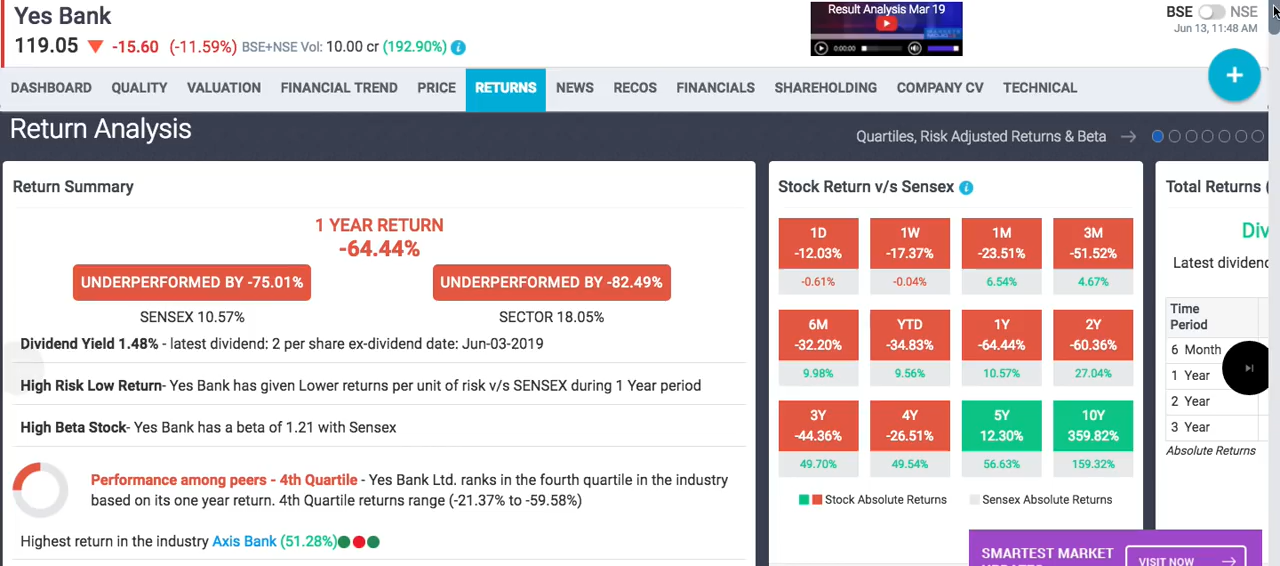 Yes Bank
119.05 -15.60 (-11.59%) BSE+NSE Vol: 10.00 cr (192.90%) i
Result Analysis Mar 19
0:00:00
BSE NSE
Jun 13, 11:48 AM
+
DASHBOARD QUALITY VALUATION FINANCIAL TREND PRICE RETURNS NEWS RECOS FINANCIALS SHAREHOLDING COMPANY CV TECHNICAL
Return Analysis
Quartiles, Risk Adjusted Returns & Beta
Return Summary
1 YEAR RETURN
-64.44%
UNDERPERFORMED BY -75.01% UNDERPERFORMED BY -82.49%
SENSEX 10.57% SECTOR 18.05%
Dividend Yield 1.48% - latest dividend: 2 per share ex-dividend date: Jun-03-2019
High Risk Low Return- Yes Bank has given Lower returns per unit of risk v/s SENSEX during 1 Year period
High Beta Stock- Yes Bank has a beta of 1.21 with Sensex
Performance among peers - 4th Quartile - Yes Bank Ltd. ranks in the fourth quartile in the industry
based on its one year return. 4th Quartile returns range (-21.37% to -59.58%)
Highest return in the industry Axis Bank (51.28%)
Stock Return v/s Sensex i
1D 1W 1M 3M
-12.03% -17.37% -23.51% -51.52%
-0.61% -0.04% 6.54% 4.67%
6M YTD 1Y 2Y
-32.20% -34.83% -64.44% -60.36%
9.98% 9.56% 10.57% 27.04%
3Y 4Y 5Y 10Y
-44.36% -26.51% 12.30% 359.82%
49.70% 49.54% 56.63% 159.32%
Stock Absolute Returns Sensex Absolute Returns
Total Returns (
Div
Latest dividend
Time
Period
6 Month
1 Year
2 Year
3 Year
Absolute Returns
SMARTEST MARKET
VISIT NOW